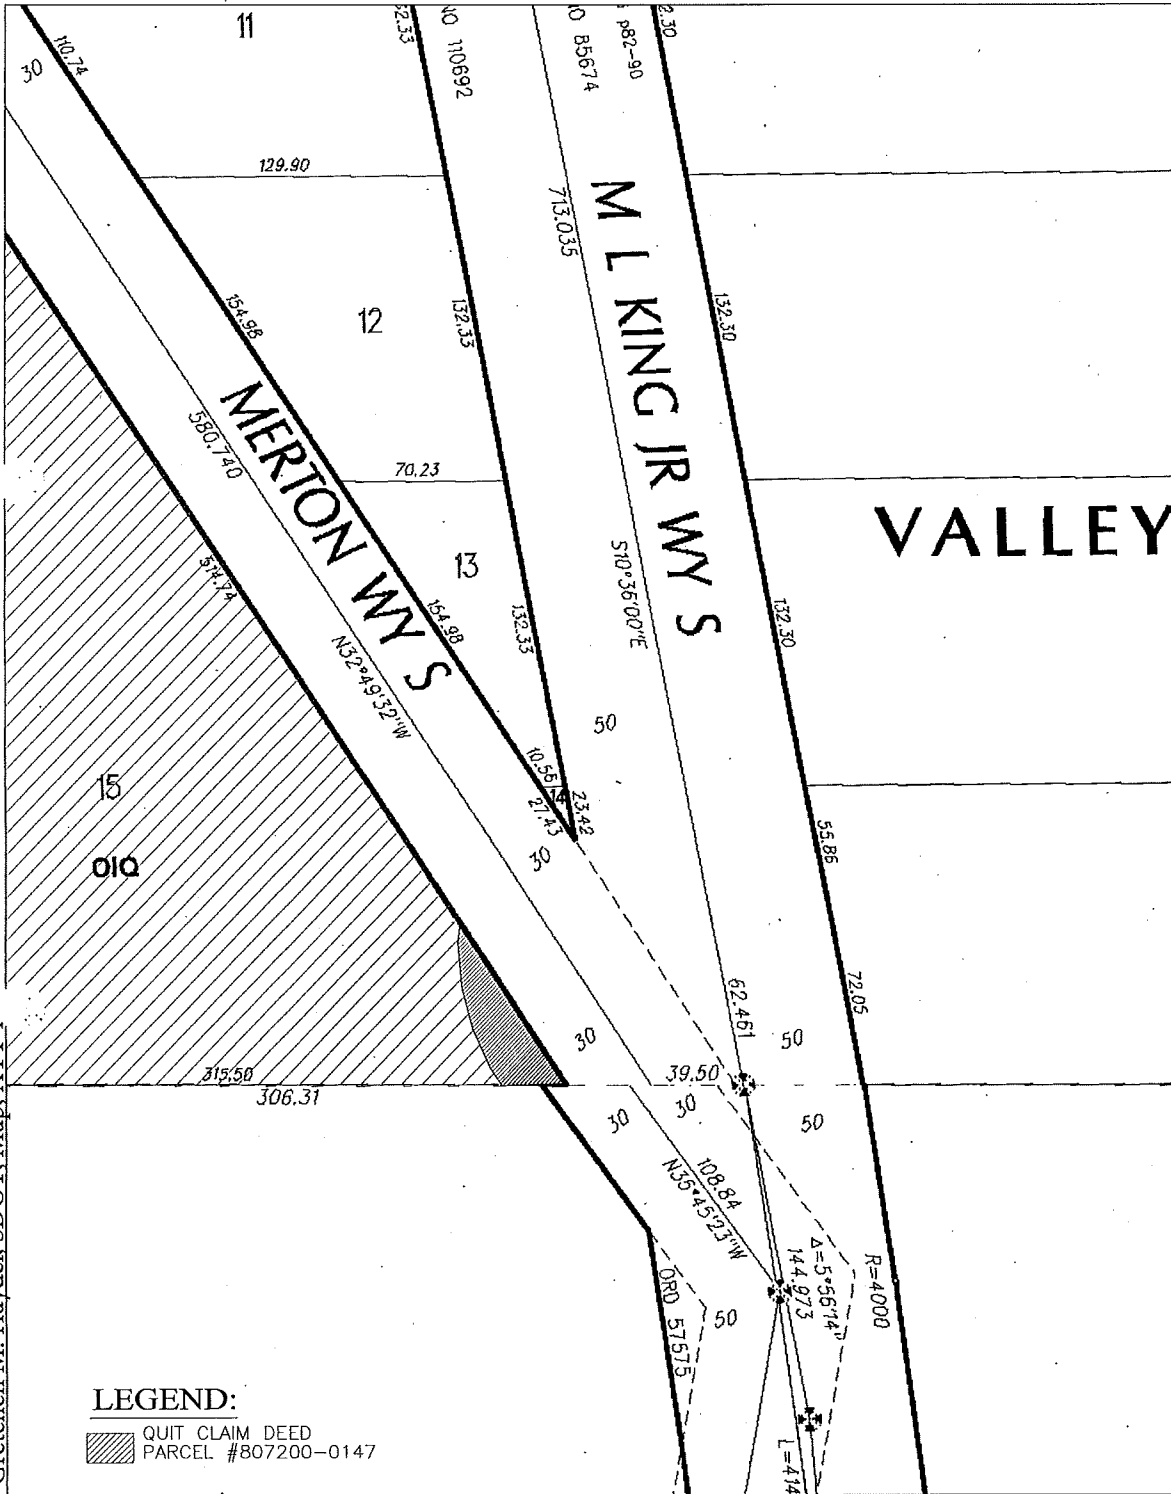 11
30
110.74
32.33
NO 110692
NO 85674
p82-90
2.30
129.90
713.035
M L KING JR WY S
154.98
12
132.33
132.30
MERTON WY S
580.740
70.23
VALLEY
514.74
13
S10°36'00"E
132.33
132.30
154.98
N32°49'32"W
50
15
10.56
14
23.42
27.43
30
55.86
OIQ
62.461
72.05
30
50
315.50
39.50
306.31
30
30
50
108.84
N36°45'23"W
Δ=5°56'14"
144.973
R=4000
ORD 57575
50
L=414
LEGEND:
QUIT CLAIM DEED
PARCEL #807200-0147